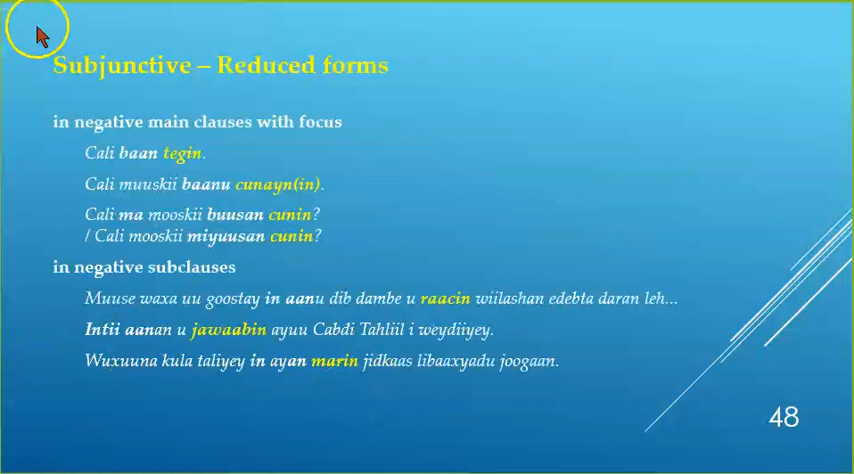 Subjunctive – Reduced forms
in negative main clauses with focus
Cali baan tegin.
Cali muuskii baanu cunayn(in).
Cali ma mooskii buusan cunin?
/ Cali mooskii miyuusan cunin?
in negative subclauses
Muuse waxa uu goostay in aanu dib dambe u raacin wiilashan edebta daran leh...
Intii aanan u jawaabin ayuu Cabdi Tahliil i weydiiyey.
Wuxuuna kula taliyey in ayan marin jidkaas libaaxyadu joogaan.
48